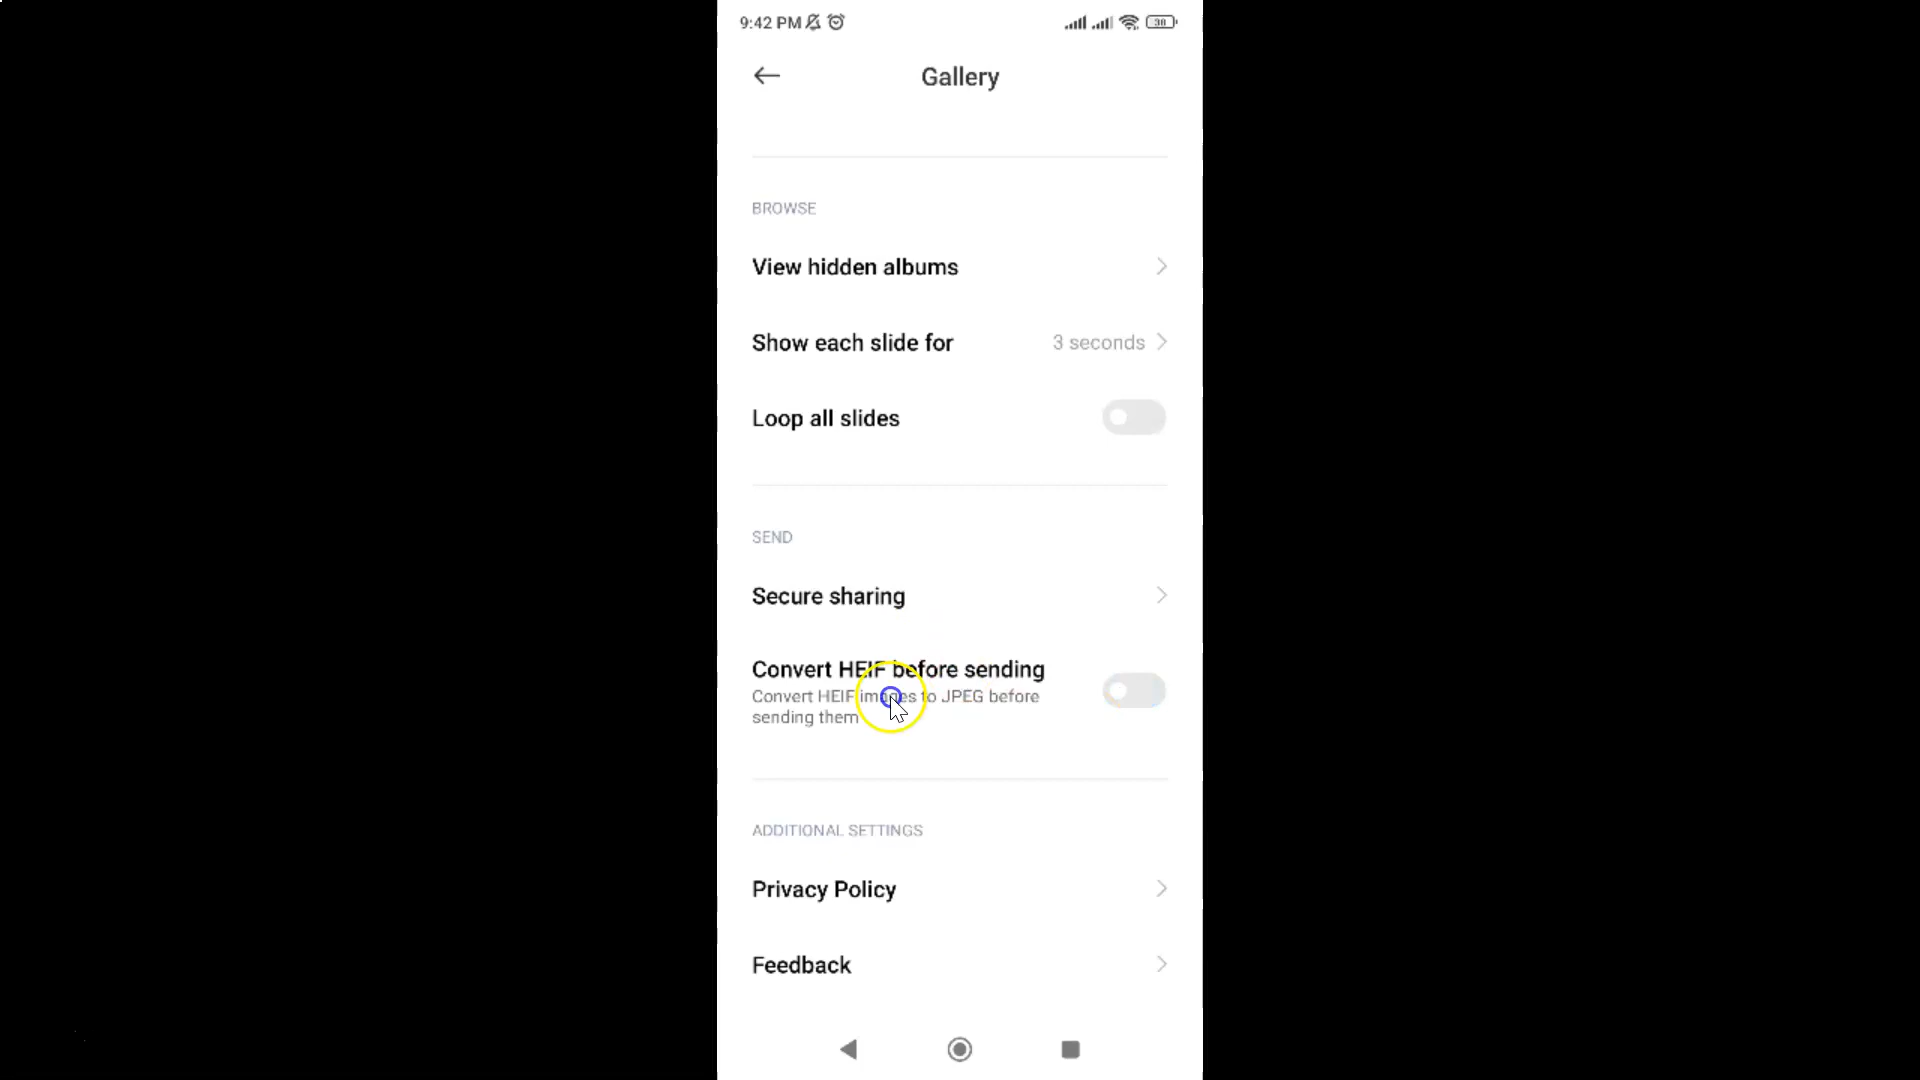 9:42 PM
38
Gallery
BROWSE
View hidden albums
Show each slide for
3 seconds
Loop all slides
SEND
Secure sharing
Convert HEIF before sending
Convert HEIF images to JPEG before
sending them
ADDITIONAL SETTINGS
Privacy Policy
Feedback